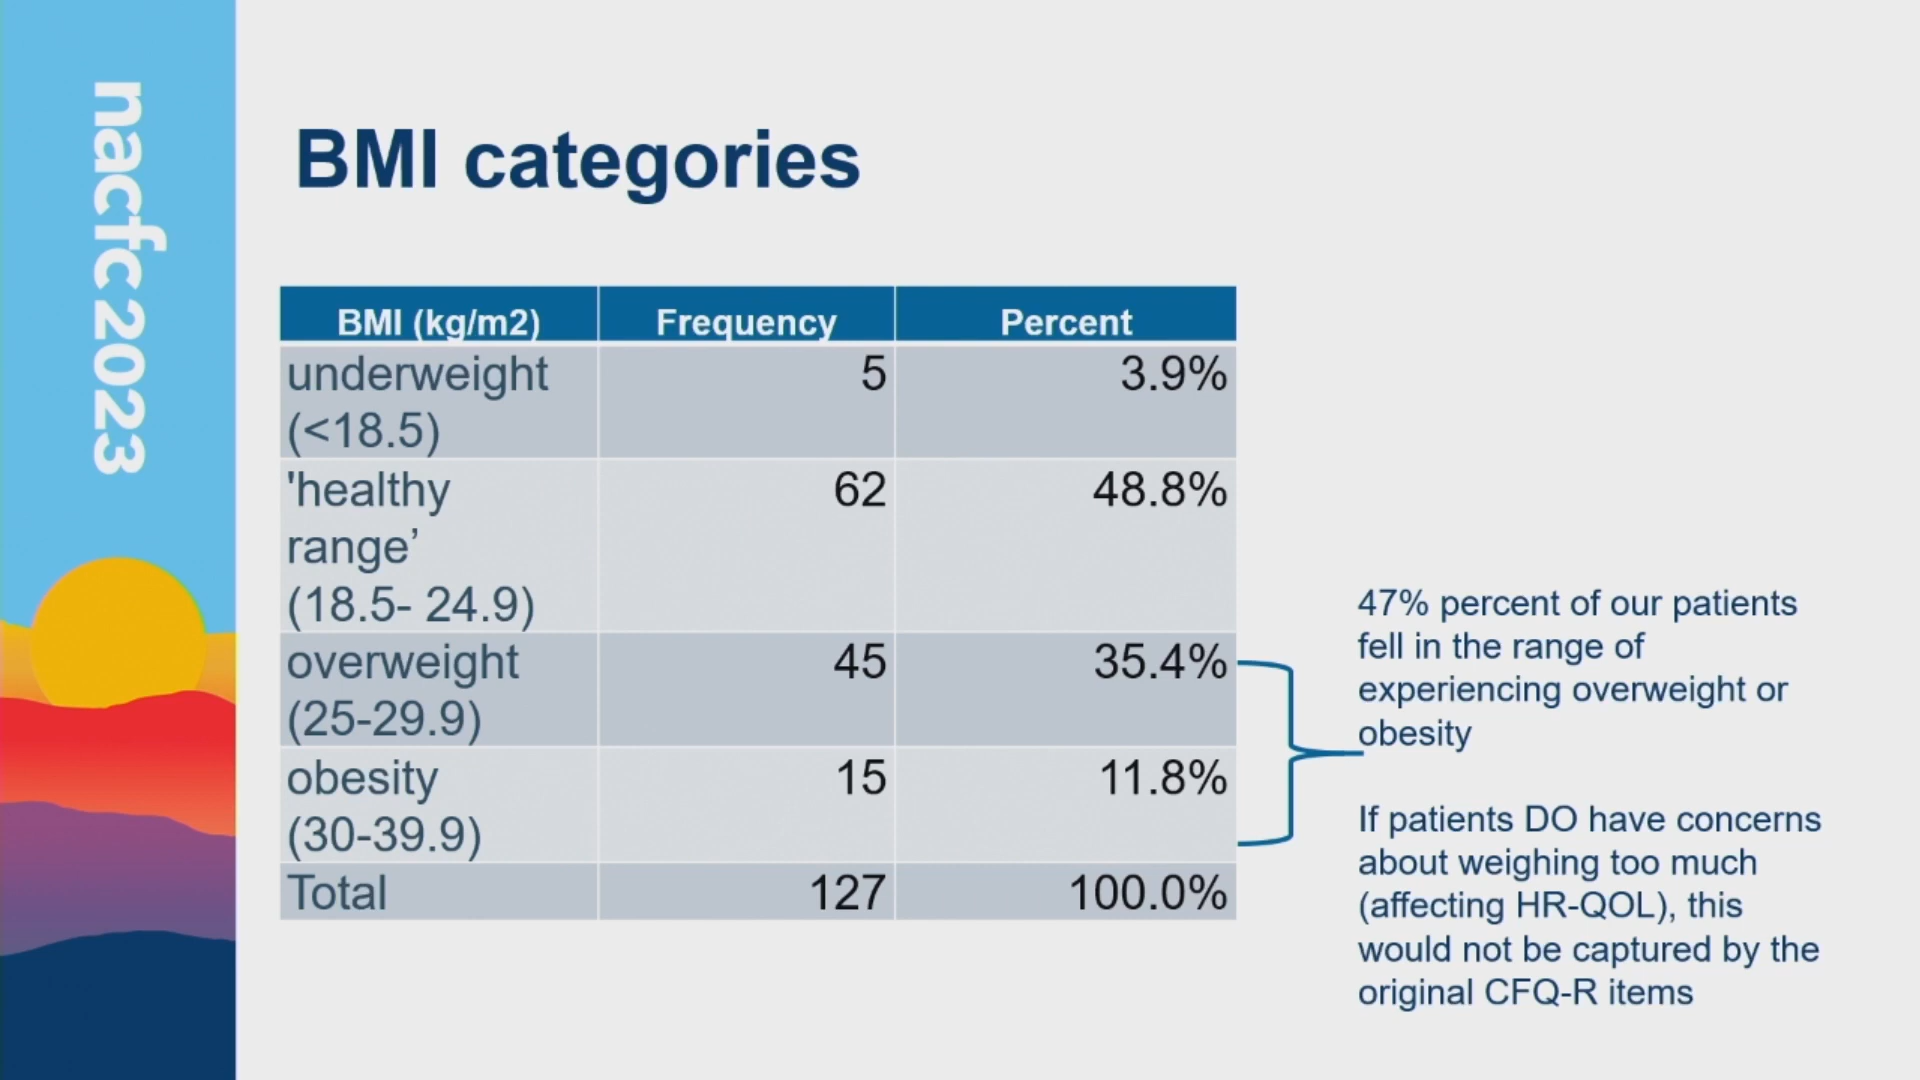 nacfc 2023
BMI categories
BMI (kg/m2) Frequency Percent
underweight 5 3.9%
(<18.5)
'healthy 62 48.8%
range’
(18.5- 24.9)
overweight 45 35.4%
(25-29.9)
obesity 15 11.8%
(30-39.9)
Total 127 100.0%
47% percent of our patients
fell in the range of
experiencing overweight or
obesity
If patients DO have concerns
about weighing too much
(affecting HR-QOL), this
would not be captured by the
original CFQ-R items